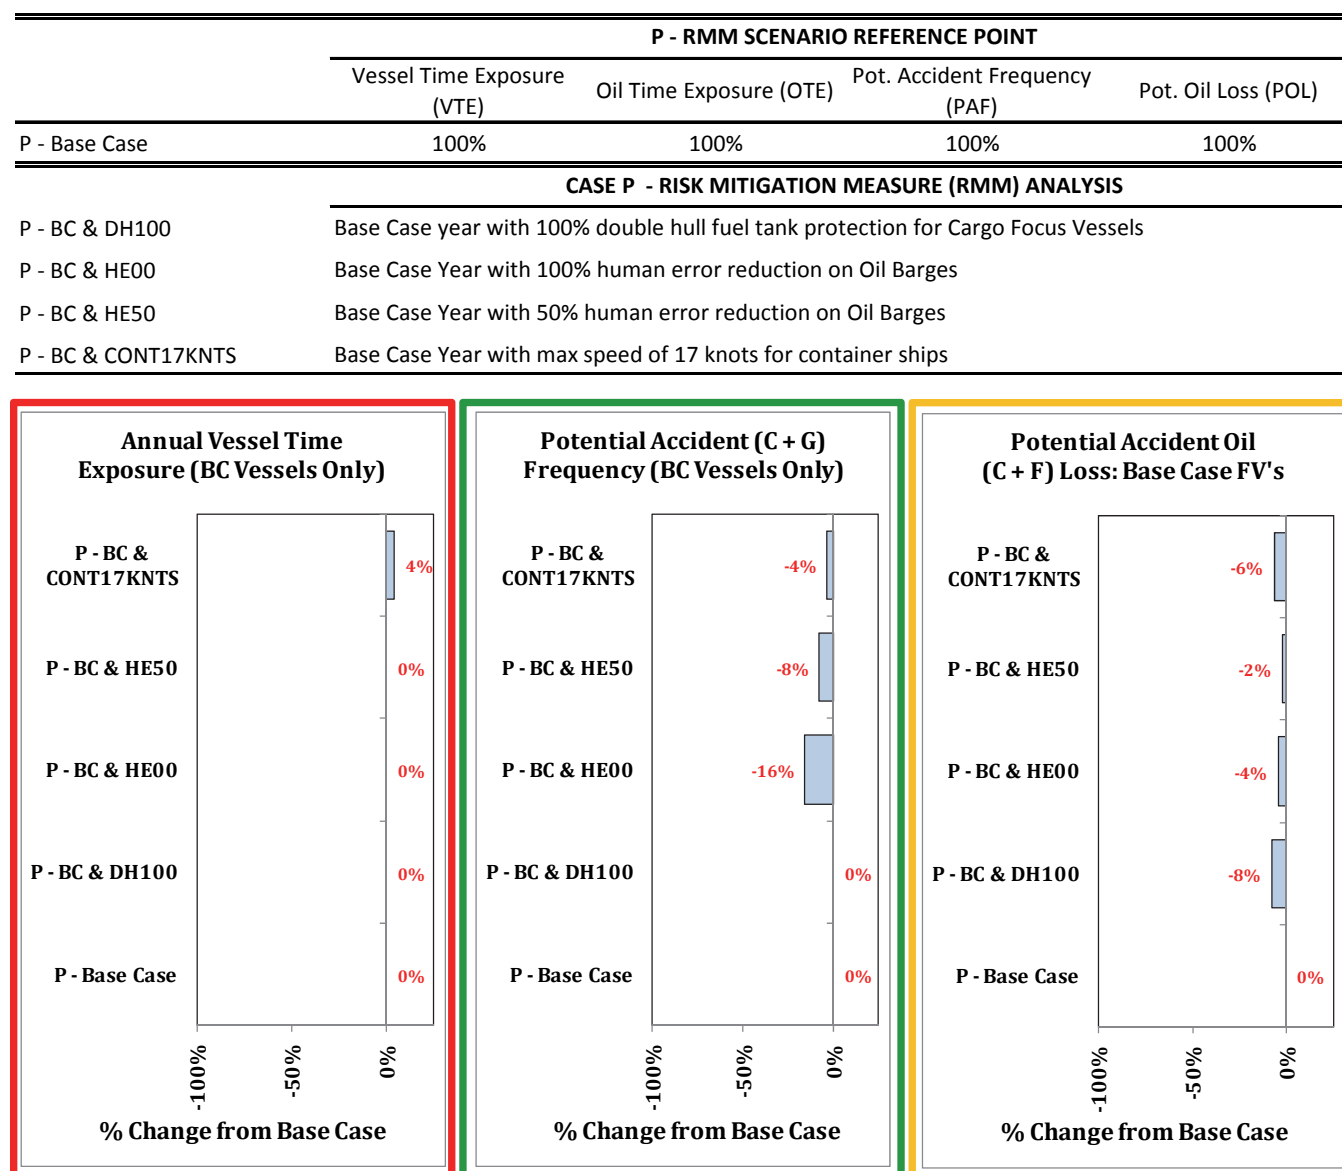 P - RMM SCENARIO REFERENCE POINT
Vessel Time Exposure (VTE)
Oil Time Exposure (OTE)
Pot. Accident Frequency (PAF)
Pot. Oil Loss (POL)
P - Base Case 100% 100% 100% 100%
CASE P - RISK MITIGATION MEASURE (RMM) ANALYSIS
P - BC & DH100 Base Case year with 100% double hull fuel tank protection for Cargo Focus Vessels
P - BC & HE00 Base Case Year with 100% human error reduction on Oil Barges
P - BC & HE50 Base Case Year with 50% human error reduction on Oil Barges
P - BC & CONT17KNTS Base Case Year with max speed of 17 knots for container ships
Annual Vessel Time
Exposure (BC Vessels Only)
P - BC &
CONT17KNTS
4%
P - BC & HE50
0%
P - BC & HE00
0%
P - BC & DH100
0%
P - Base Case
0%
-100%
-50%
0%
% Change from Base Case
Potential Accident (C + G)
Frequency (BC Vessels Only)
P - BC &
CONT17KNTS
-4%
P - BC & HE50
-8%
P - BC & HE00
-16%
P - BC & DH100
0%
P - Base Case
0%
-100%
-50%
0%
% Change from Base Case
Potential Accident Oil
(C + F) Loss: Base Case FV's
P - BC &
CONT17KNTS
-6%
P - BC & HE50
-2%
P - BC & HE00
-4%
P - BC & DH100
-8%
P - Base Case
0%
-100%
-50%
0%
% Change from Base Case